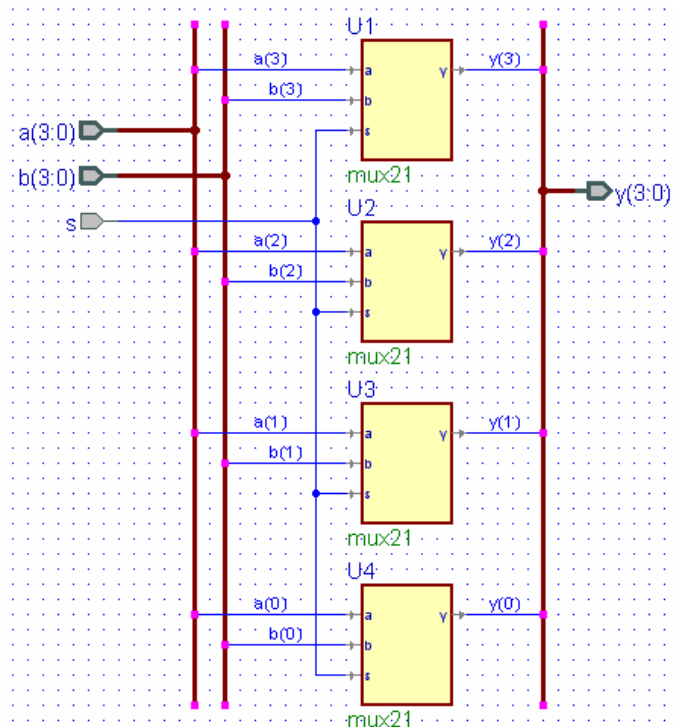 U1
a(3)
a
y
y(3)
b(3)
b
a(3:0)
s
mux21
b(3:0)
y(3:0)
U2
s
a(2)
a
y
y(2)
b(2)
b
s
mux21
U3
a(1)
a
y
y(1)
b(1)
b
s
mux21
U4
a(0)
a
y
y(0)
b(0)
b
s
mux21